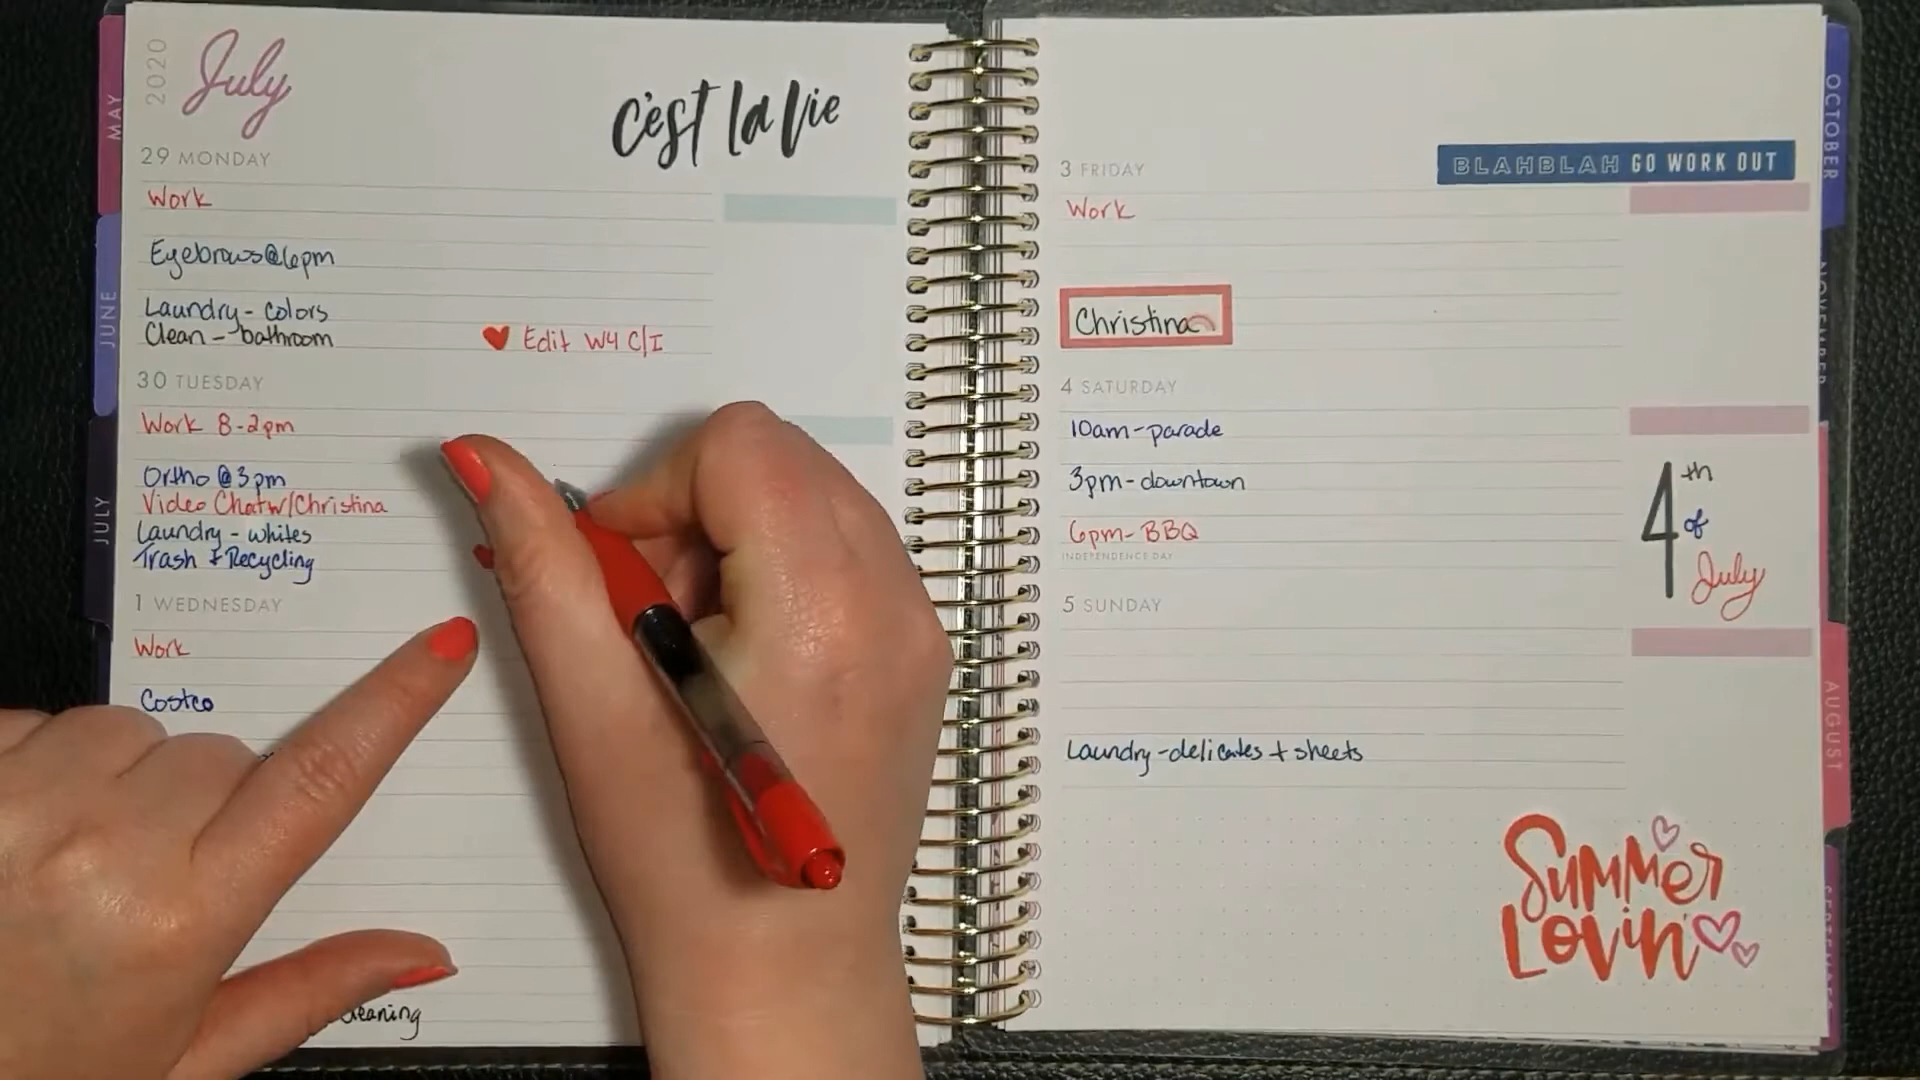 2020
July
c'est la vie
29 MONDAY
Work
Eyebrows@6pm
Laundry - colors
Clean - bathroom
Edit W4 C/I
30 TUESDAY
Work 8-2pm
Ortho @ 3pm
Video Chat w/Christina
Laundry - whites
Trash + Recycling
1 WEDNESDAY
Work
Costco
cleaning
MAY
JUNE
JULY
3 FRIDAY
BLAHBLAH GO WORK OUT
Work
Christina
4 SATURDAY
10am-parade
3pm-downtown
6pm-BBQ
INDEPENDENCE DAY
4th
of
July
5 SUNDAY
Laundry-delicates + sheets
Summer
Lovin'
OCTOBER
NOVEMBER
AUGUST